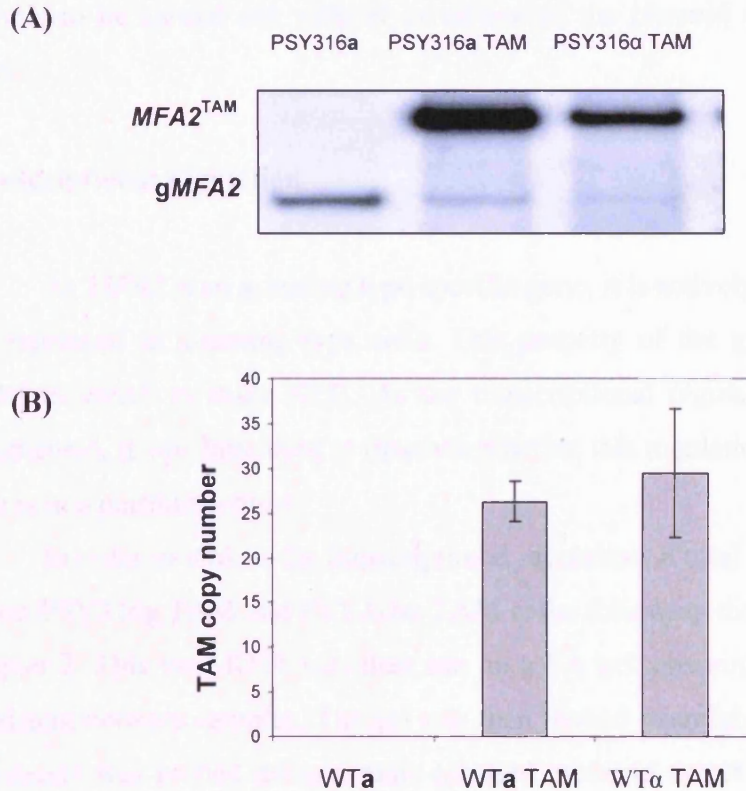 (A)
PSY316a PSY316a TAM PSY316α TAM
MFA2TAM
gMFA2
(B)
TAM copy number
40
35
30
25
20
15
10
5
0
WTa WTa TAM WTα TAM